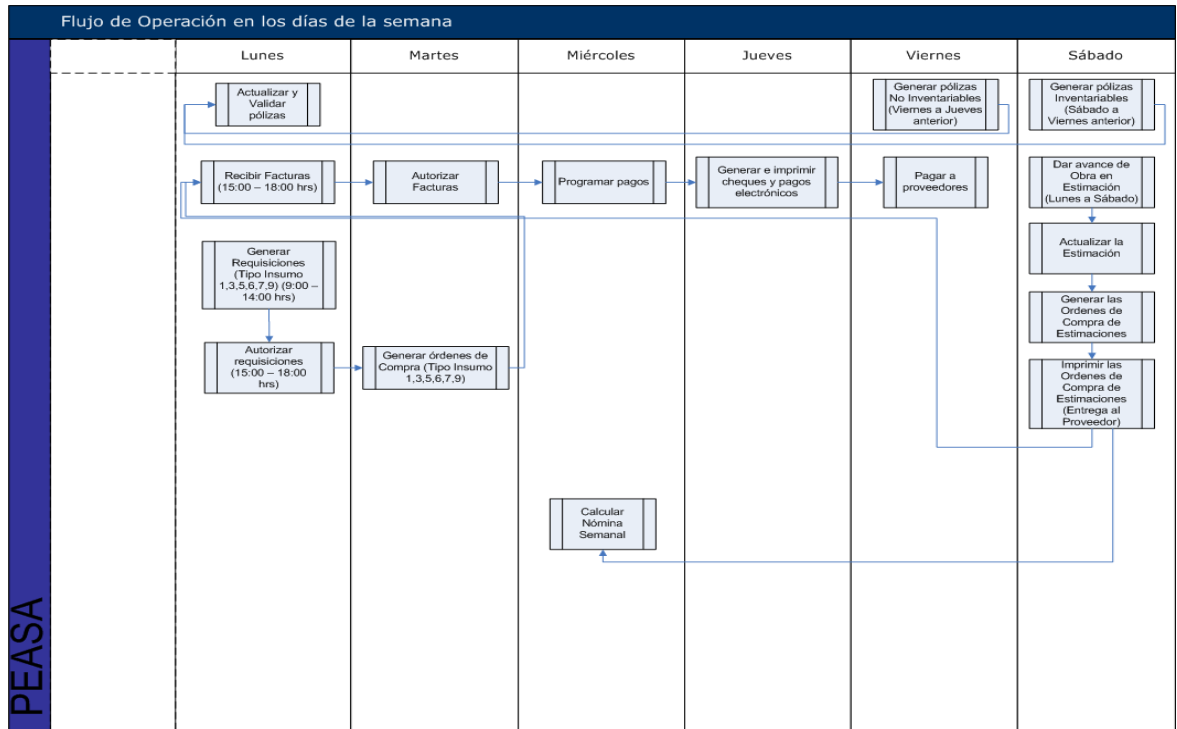 Flujo de Operación en los días de la semana
Lunes
Martes
Miércoles
Jueves
Viernes
Sábado
Actualizar y
Validar
pólizas
Generar pólizas
No Inventariables
(Viernes a Jueves
anterior)
Generar pólizas
Inventariables
(Sábado a
Viernes anterior)
Recibir Facturas
(15:00 – 18:00 hrs)
Autorizar
Facturas
Programar pagos
Generar e imprimir
cheques y pagos
electrónicos
Pagar a
proveedores
Dar avance de
Obra en
Estimación
(Lunes a Sábado)
Generar
Requisiciones
(Tipo Insumo
1,3,5,6,7,9) (9:00 –
14:00 hrs)
Actualizar la
Estimación
Generar las
Ordenes de
Compra de
Estimaciones
Autorizar
requisiciones
(15:00 – 18:00
hrs)
Generar órdenes de
Compra (Tipo Insumo
1,3,5,6,7,9)
Imprimir las
Ordenes de
Compra de
Estimaciones
(Entrega al
Proveedor)
Calcular
Nómina
Semanal
PEASA